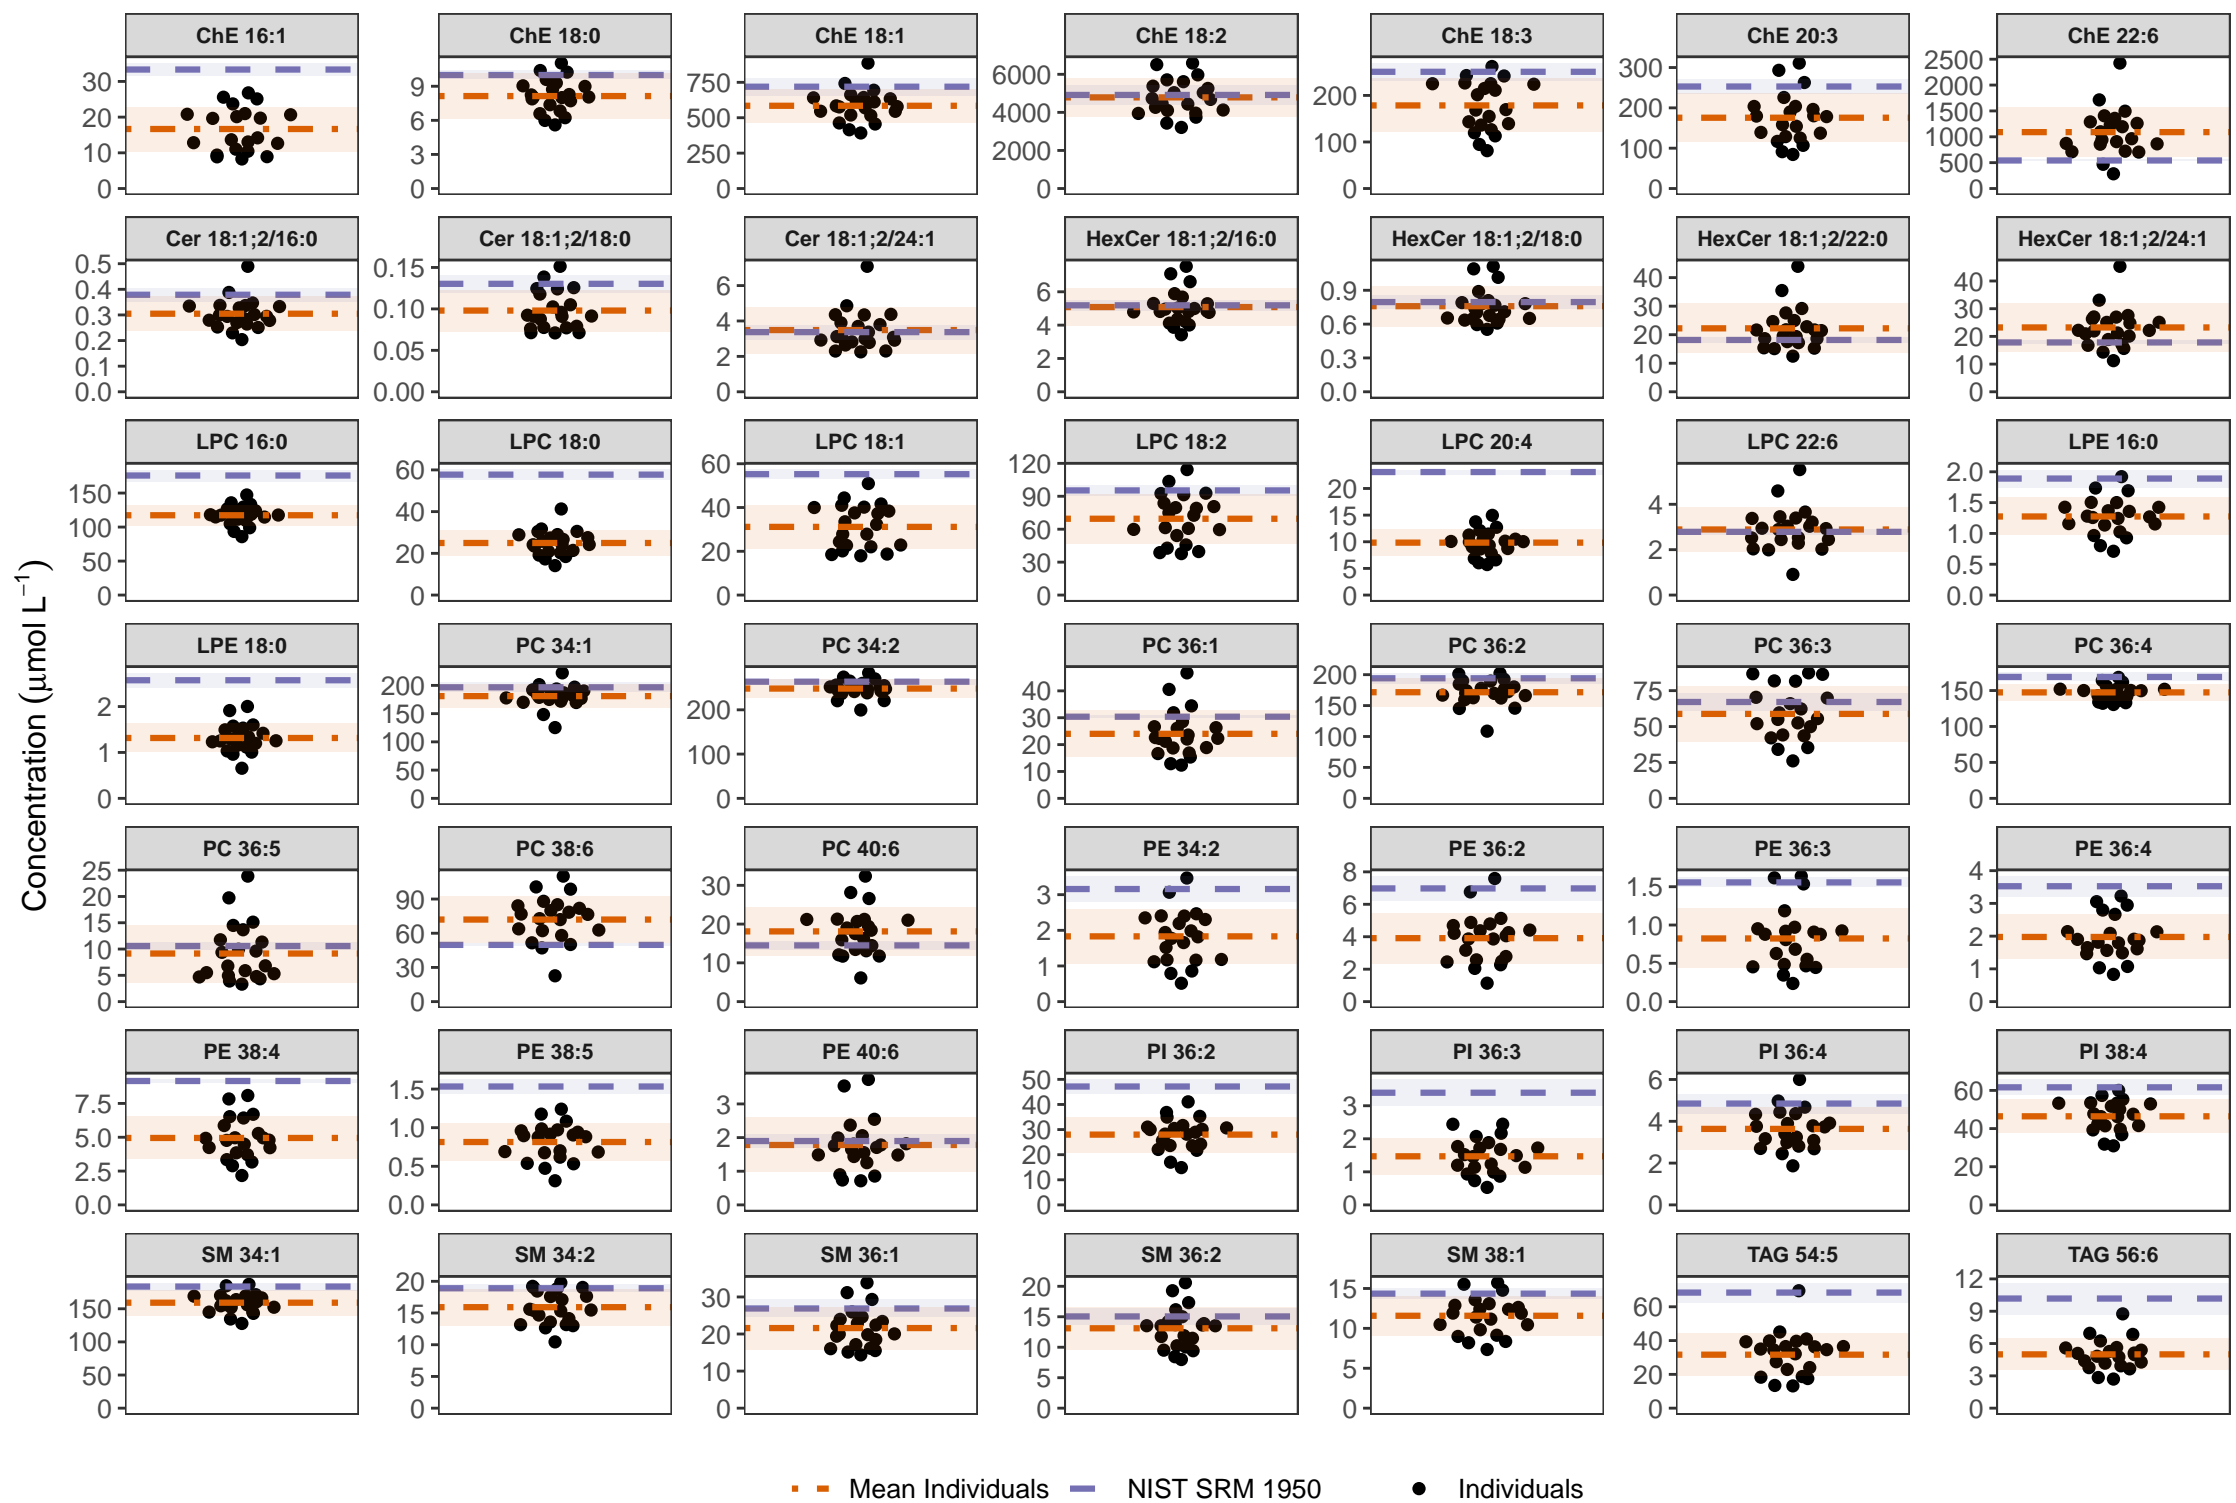 ChE 16:1 ChE 18:0 ChE 18:1 ChE 18:2 ChE 18:3 ChE 20:3 ChE 22:6
30 20 10 0
9 6 3 0
750 500 250 0
6000 4000 2000 0
200 100 0
300 200 100 0
2500 2000 1500 1000 500 0
Cer 18:1;2/16:0 Cer 18:1;2/18:0 Cer 18:1;2/24:1 HexCer 18:1;2/16:0 HexCer 18:1;2/18:0 HexCer 18:1;2/22:0 HexCer 18:1;2/24:1
0.5 0.4 0.3 0.2 0.1 0.0
0.15 0.10 0.05 0.00
6 4 2 0
6 4 2 0
0.9 0.6 0.3 0.0
40 30 20 10 0
40 30 20 10 0
LPC 16:0 LPC 18:0 LPC 18:1 LPC 18:2 LPC 20:4 LPC 22:6 LPE 16:0
150 100 50 0
60 40 20 0
60 40 20 0
120 90 60 30 0
20 15 10 5 0
4 2 0
2.0 1.5 1.0 0.5 0.0
Concentration (μmol L⁻¹)
LPE 18:0 PC 34:1 PC 34:2 PC 36:1 PC 36:2 PC 36:3 PC 36:4
2 1 0
200 150 100 50 0
200 100 0
40 30 20 10 0
200 150 100 50 0
75 50 25 0
150 100 50 0
PC 36:5 PC 38:6 PC 40:6 PE 34:2 PE 36:2 PE 36:3 PE 36:4
25 20 15 10 5 0
90 60 30 0
30 20 10 0
3 2 1 0
8 6 4 2 0
1.5 1.0 0.5 0.0
4 3 2 1 0
PE 38:4 PE 38:5 PE 40:6 PI 36:2 PI 36:3 PI 36:4 PI 38:4
7.5 5.0 2.5 0.0
1.5 1.0 0.5 0.0
3 2 1 0
50 40 30 20 10 0
3 2 1 0
6 4 2 0
60 40 20 0
SM 34:1 SM 34:2 SM 36:1 SM 36:2 SM 38:1 TAG 54:5 TAG 56:6
150 100 50 0
20 15 10 5 0
30 20 10 0
20 15 10 5 0
15 10 5 0
60 40 20 0
12 9 6 3 0
Mean Individuals NIST SRM 1950 Individuals